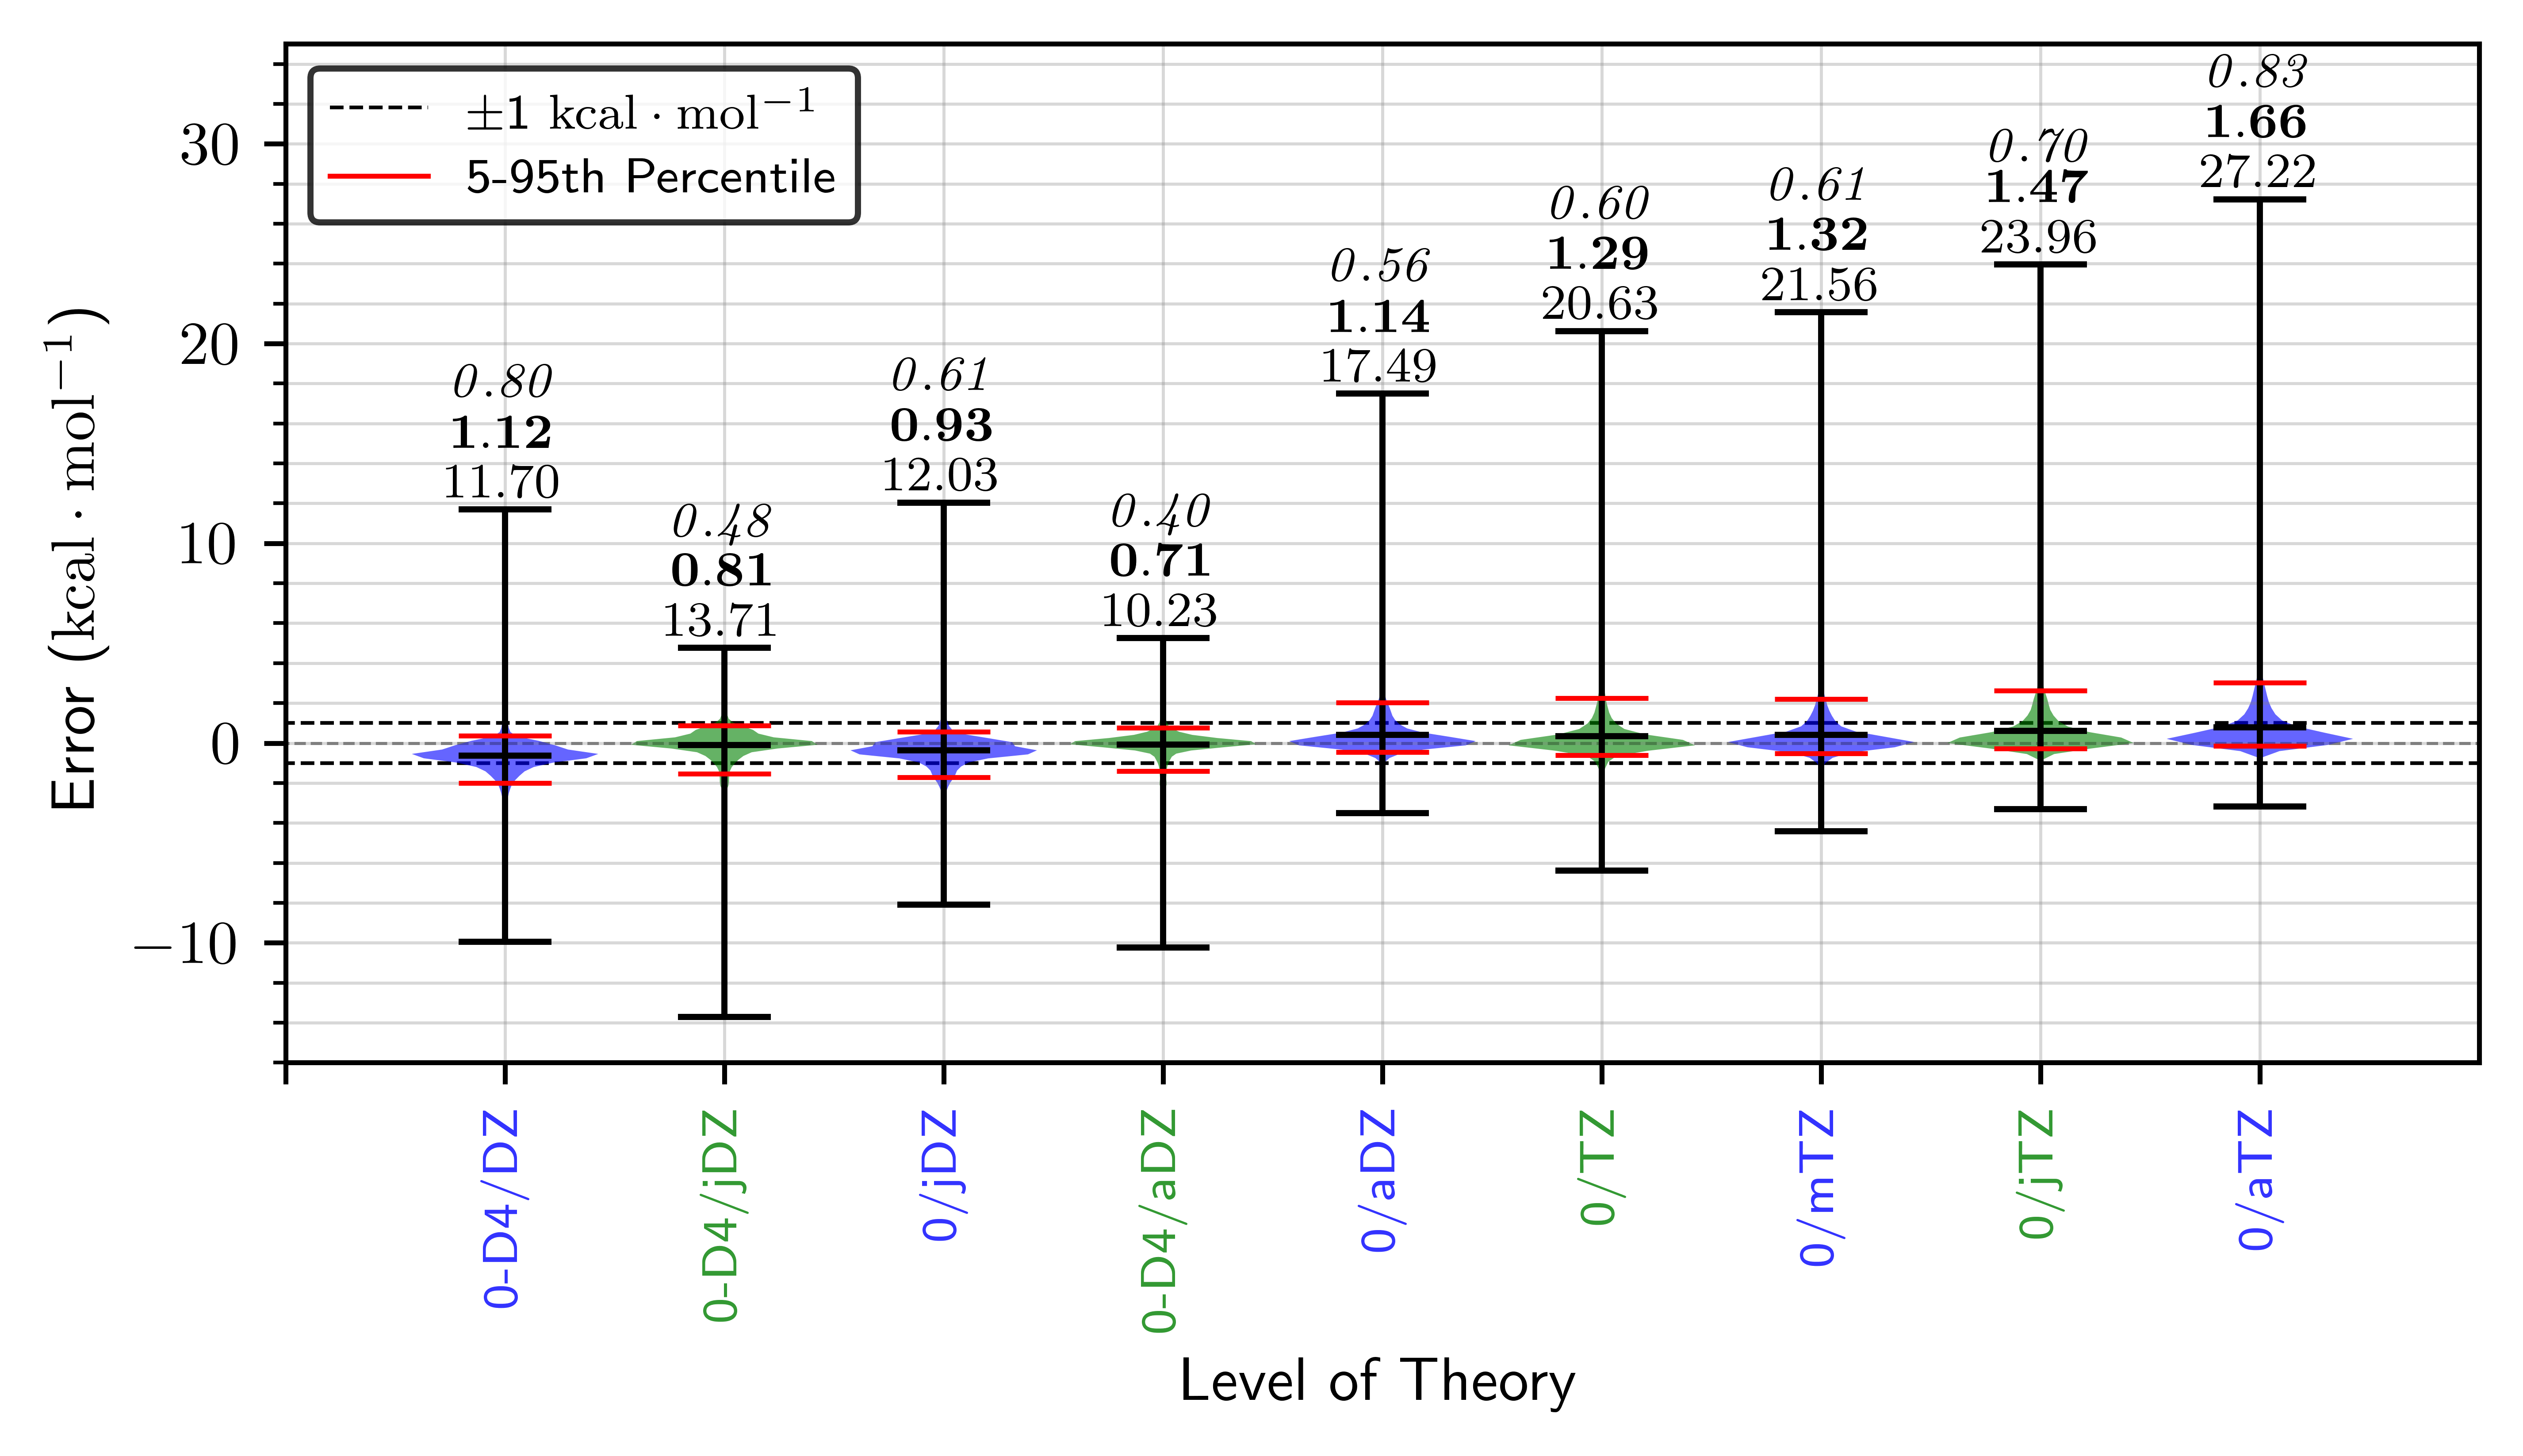 ±1 kcal · mol⁻¹
5-95th Percentile
Error (kcal · mol⁻¹)
30
20
10
0
−10
0.80
1.12
11.70
0.48
0.81
13.71
0.61
0.93
12.03
0.40
0.71
10.23
0.56
1.14
17.49
0.60
1.29
20.63
0.61
1.32
21.56
0.70
1.47
23.96
0.83
1.66
27.22
0-D4/DZ
0-D4/jDZ
0/jDZ
0-D4/aDZ
0/aDZ
0/TZ
0/mTZ
0/jTZ
0/aTZ
Level of Theory